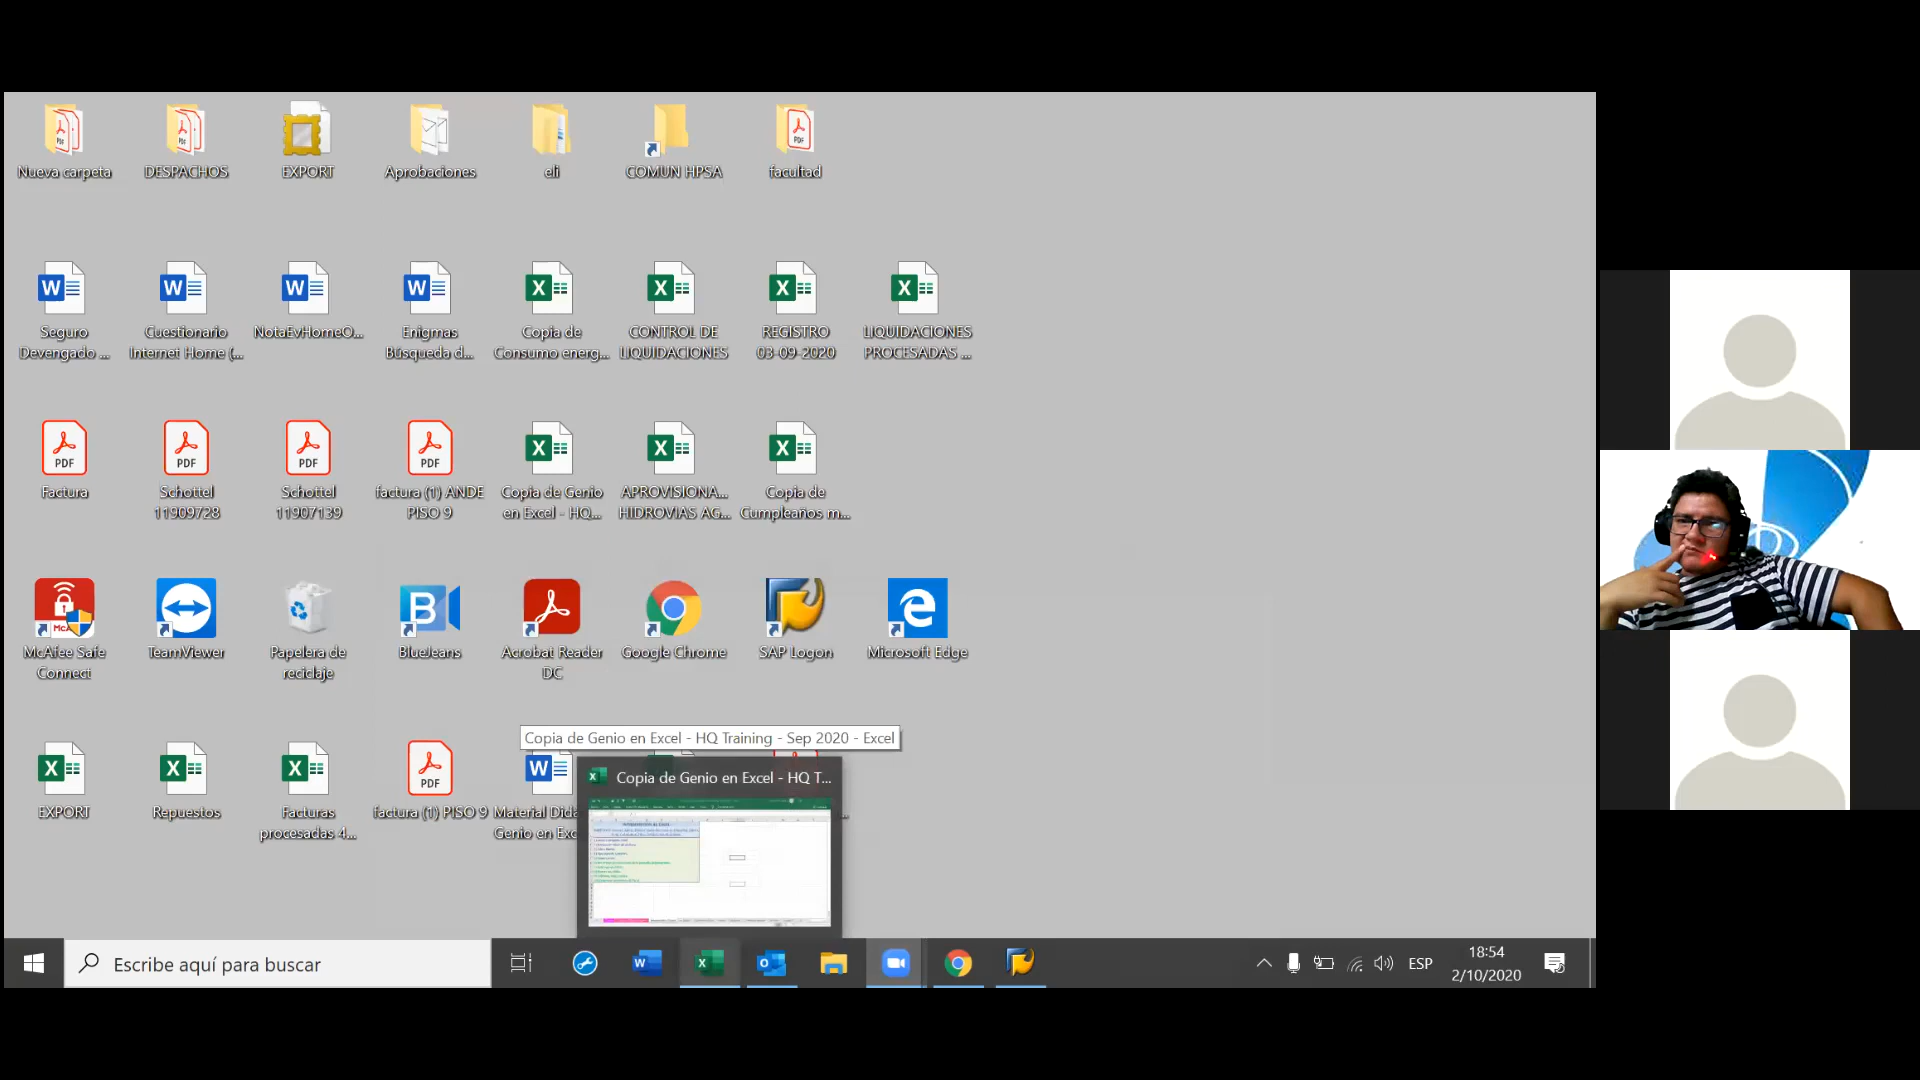 Nueva carpeta
DESPACHOS
EXPORT
Aprobaciones
eli
COMUN HPSA
facultad
Seguro
Devengado ...
Cuestionario
Internet Home (...
NotaEvHomeO...
Enigmas
Búsqueda d...
Copia de
Consumo energ...
CONTROL DE
LIQUIDACIONES
REGISTRO
03-09-2020
LIQUIDACIONES
PROCESADAS ...
PDF
Factura
PDF
Schottel
11909728
PDF
Schottel
11907139
PDF
factura (1) ANDE
PISO 9
Copia de Genio
en Excel - HQ...
APROVISIONA...
HIDROVIAS AG...
Copia de
Cumpleaños m...
McAfee Safe
Connect
TeamViewer
Papelera de
reciclaje
BlueJeans
Acrobat Reader
DC
Google Chrome
SAP Logon
Microsoft Edge
Copia de Genio en Excel - HQ Training - Sep 2020 - Excel
Copia de Genio en Excel - HQ T...
EXPORT
Repuestos
Facturas
procesadas 4...
PDF
factura (1) PISO 9
Material Dida
Genio en Exc
Escribe aquí para buscar
ESP
18:54
2/10/2020